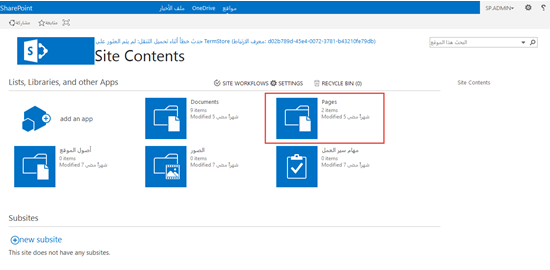 SharePoint
مواقع OneDrive ملف الأخبار
SP.ADMIN
مشاركة متابعة
حدث خطأ أثناء تحميل التنقل: لم يتم العثور على TermStore (معرف الارتباط: d02b789d-45e4-0072-3781-b43210fe79db)
البحث هذا الموقع
Site Contents
Lists, Libraries, and other Apps
SITE WORKFLOWS SETTINGS RECYCLE BIN (0)
Site Contents
add an app
Documents
9 items
Modified 5 شهراً مضى
Pages
2 items
Modified 5 شهراً مضى
أصول الموقع
0 items
Modified 7 شهراً مضى
الصور
0 items
Modified 7 شهراً مضى
مهام سير العمل
0 items
Modified 7 شهراً مضى
Subsites
new subsite
This site does not have any subsites.